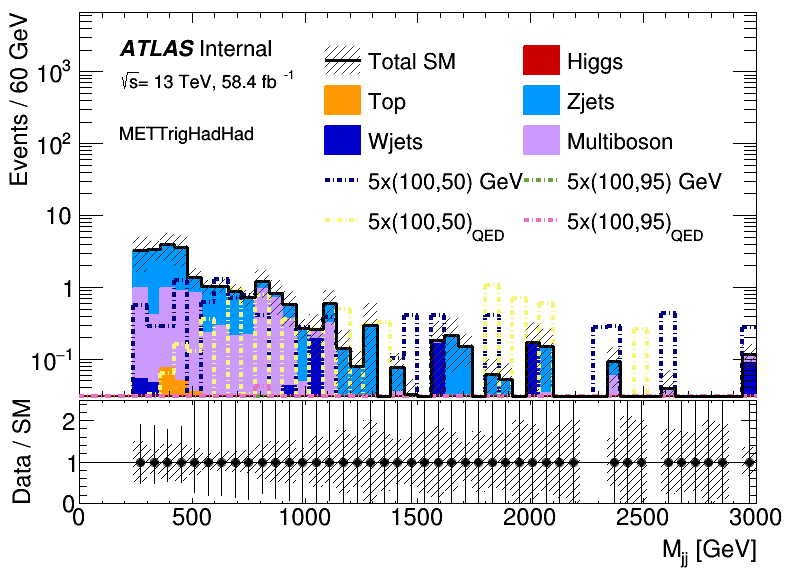 Events / 60 GeV
10³
10²
10
1
10⁻¹
ATLAS Internal
√s= 13 TeV, 58.4 fb⁻¹
METTrigHadHad
Total SM
Higgs
Top
Zjets
Wjets
Multiboson
5x(100,50) GeV
5x(100,95) GeV
5x(100,50)QED
5x(100,95)QED
Data / SM
2
1
0
0 500 1000 1500 2000 2500 3000
Mjj [GeV]